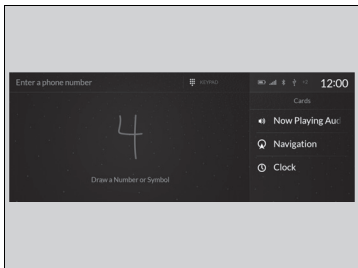 Enter a phone number
KEYPAD
12:00
4
Draw a Number or Symbol
Cards
Now Playing Aud
Navigation
Clock